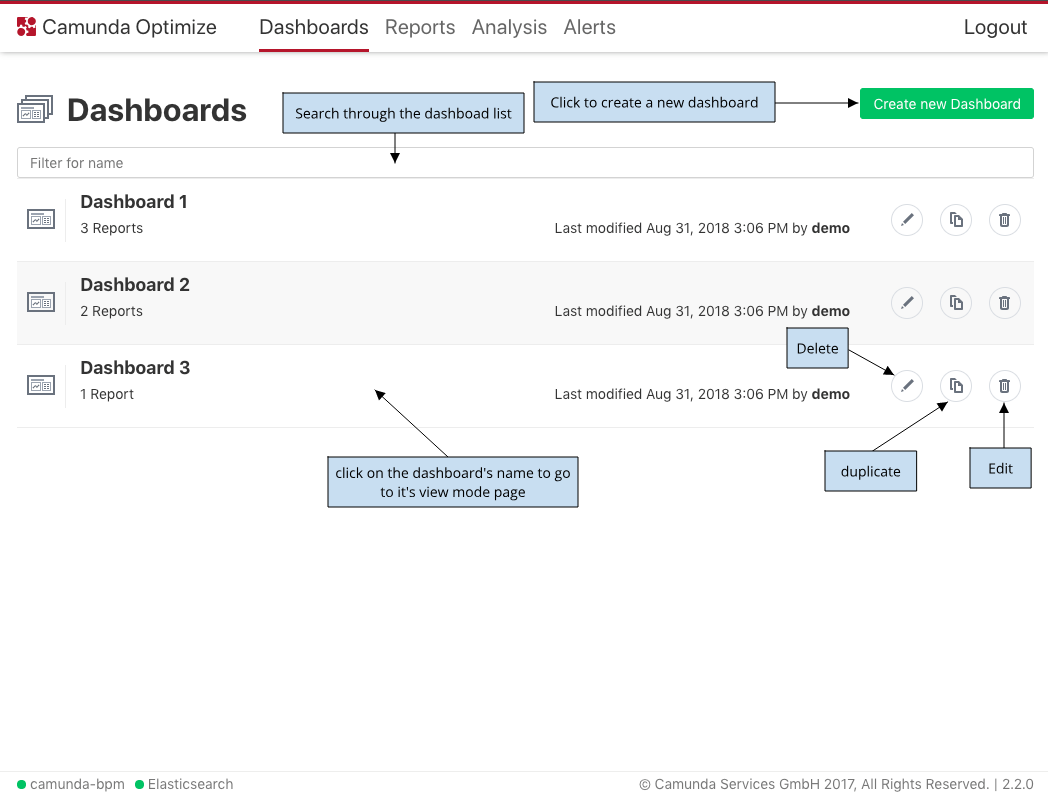 Camunda Optimize Dashboards Reports Analysis Alerts Logout
Dashboards
Search through the dashboad list
Click to create a new dashboard
Create new Dashboard
Filter for name
Dashboard 1
3 Reports
Last modified Aug 31, 2018 3:06 PM by demo
Dashboard 2
2 Reports
Last modified Aug 31, 2018 3:06 PM by demo
Delete
Dashboard 3
1 Report
Last modified Aug 31, 2018 3:06 PM by demo
click on the dashboard's name to go
to it's view mode page
duplicate
Edit
camunda-bpm Elasticsearch
© Camunda Services GmbH 2017, All Rights Reserved. | 2.2.0